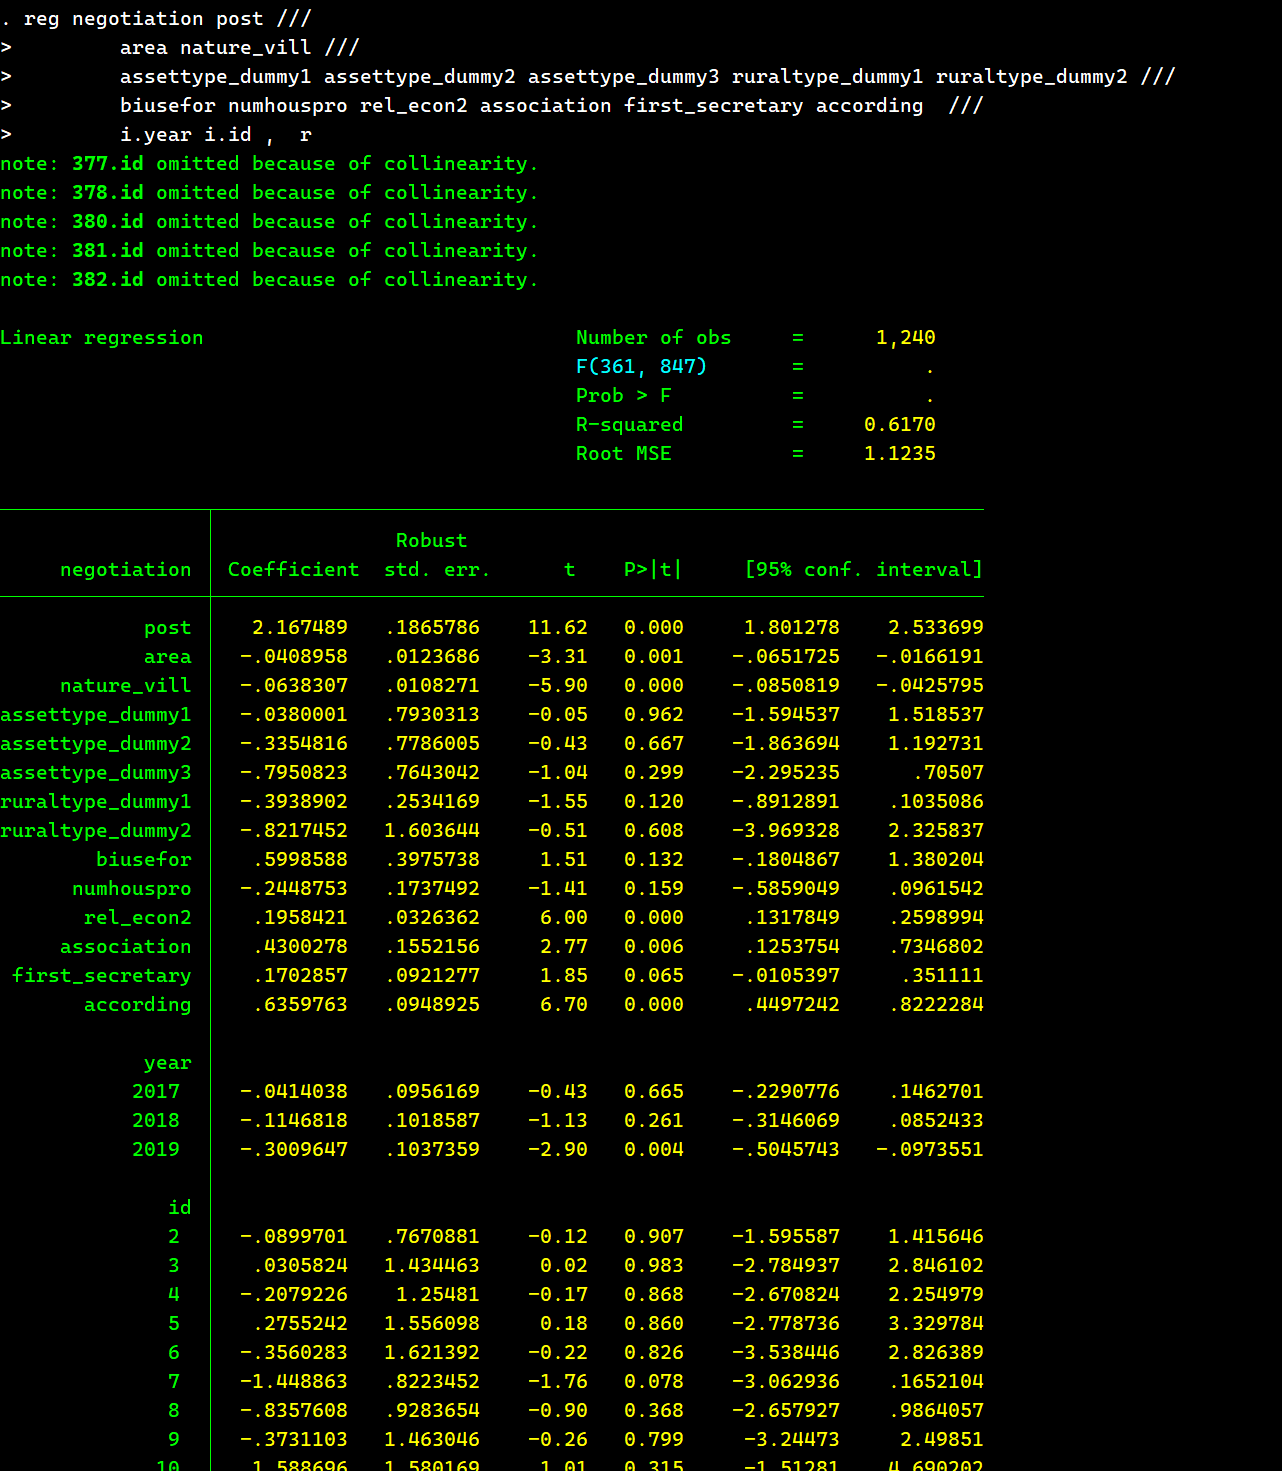 . reg negotiation post ///
>         area nature_vill ///
>         assettype_dummy1 assettype_dummy2 assettype_dummy3 ruraltype_dummy1 ruraltype_dummy2 ///
>         biusefor numhouspro rel_econ2 association first_secretary according  ///
>         i.year i.id ,  r
note: 377.id omitted because of collinearity.
note: 378.id omitted because of collinearity.
note: 380.id omitted because of collinearity.
note: 381.id omitted because of collinearity.
note: 382.id omitted because of collinearity.
Linear regression Number of obs = 1,240
F(361, 847) = .
Prob > F = .
R-squared = 0.6170
Root MSE = 1.1235
Robust
negotiation Coefficient std. err. t P>|t| [95% conf. interval]
post 2.167489 .1865786 11.62 0.000 1.801278 2.533699
area -.0408958 .0123686 -3.31 0.001 -.0651725 -.0166191
nature_vill -.0638307 .0108271 -5.90 0.000 -.0850819 -.0425795
assettype_dummy1 -.0380001 .7930313 -0.05 0.962 -1.594537 1.518537
assettype_dummy2 -.3354816 .7786005 -0.43 0.667 -1.863694 1.192731
assettype_dummy3 -.7950823 .7643042 -1.04 0.299 -2.295235 .70507
ruraltype_dummy1 -.3938902 .2534169 -1.55 0.120 -.8912891 .1035086
ruraltype_dummy2 -.8217452 1.603644 -0.51 0.608 -3.969328 2.325837
biusefor .5998588 .3975738 1.51 0.132 -.1804867 1.380204
numhouspro -.2448753 .1737492 -1.41 0.159 -.5859049 .0961542
rel_econ2 .1958421 .0326362 6.00 0.000 .1317849 .2598994
association .4300278 .1552156 2.77 0.006 .1253754 .7346802
first_secretary .1702857 .0921277 1.85 0.065 -.0105397 .351111
according .6359763 .0948925 6.70 0.000 .4497242 .8222284
year
2017 -.0414038 .0956169 -0.43 0.665 -.2290776 .1462701
2018 -.1146818 .1018587 -1.13 0.261 -.3146069 .0852433
2019 -.3009647 .1037359 -2.90 0.004 -.5045743 -.0973551
id
2 -.0899701 .7670881 -0.12 0.907 -1.595587 1.415646
3 .0305824 1.434463 0.02 0.983 -2.784937 2.846102
4 -.2079226 1.25481 -0.17 0.868 -2.670824 2.254979
5 .2755242 1.556098 0.18 0.860 -2.778736 3.329784
6 -.3560283 1.621392 -0.22 0.826 -3.538446 2.826389
7 -1.448863 .8223452 -1.76 0.078 -3.062936 .1652104
8 -.8357608 .9283654 -0.90 0.368 -2.657927 .9864057
9 -.3731103 1.463046 -0.26 0.799 -3.24473 2.49851
10 1.588696 1.580169 1.01 0.315 -1.51281 4.690202